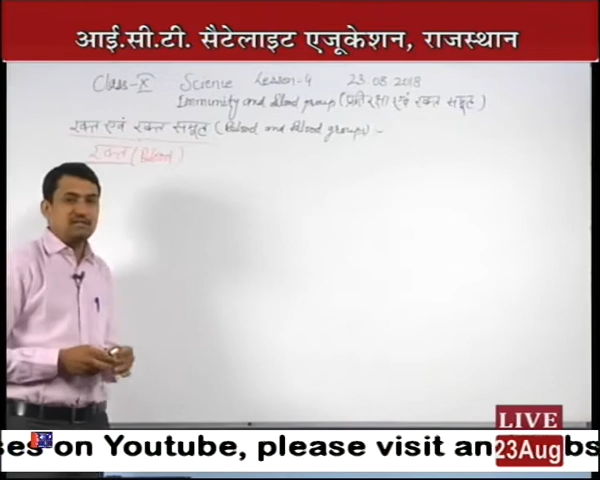 आई.सी.टी. सैटेलाइट एजूकेशन, राजस्थान
Class-X Science Lesson-4 23.08.2018
Immunity and Blood group (प्रतिरक्षा एवं रक्त समूह)
रक्त एवं रक्त समूह (Blood and Blood groups) :-
रक्त (Blood)
LIVE
ses on Youtube, please visit an
23Aug
bs